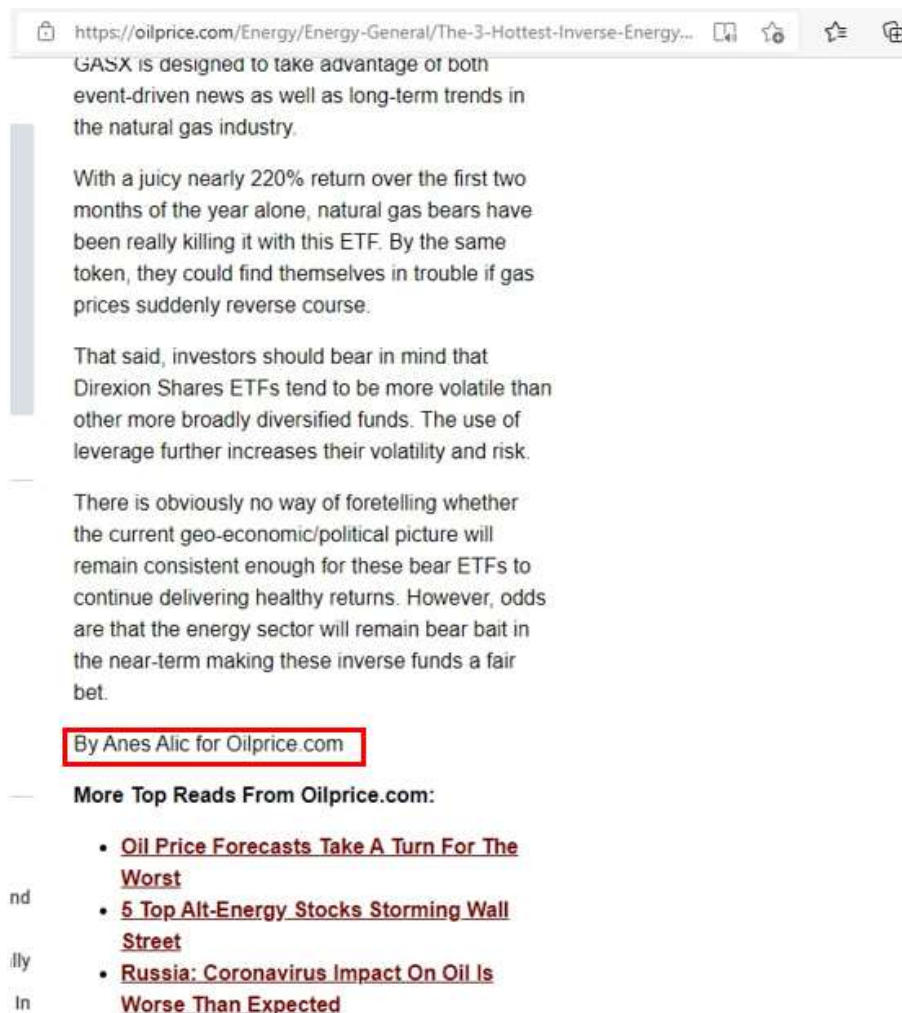 https://oilprice.com/Energy/Energy-General/The-3-Hottest-Inverse-Energy...
GASX is designed to take advantage of both
event-driven news as well as long-term trends in
the natural gas industry.
With a juicy nearly 220% return over the first two
months of the year alone, natural gas bears have
been really killing it with this ETF. By the same
token, they could find themselves in trouble if gas
prices suddenly reverse course.
That said, investors should bear in mind that
Direxion Shares ETFs tend to be more volatile than
other more broadly diversified funds. The use of
leverage further increases their volatility and risk.
There is obviously no way of foretelling whether
the current geo-economic/political picture will
remain consistent enough for these bear ETFs to
continue delivering healthy returns. However, odds
are that the energy sector will remain bear bait in
the near-term making these inverse funds a fair
bet.
By Anes Alic for Oilprice.com
More Top Reads From Oilprice.com:
• Oil Price Forecasts Take A Turn For The
Worst
• 5 Top Alt-Energy Stocks Storming Wall
Street
• Russia: Coronavirus Impact On Oil Is
Worse Than Expected
nd
lly
In